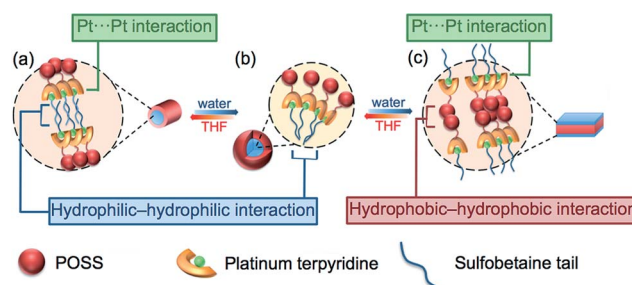 Pt···Pt interaction
Pt···Pt interaction
(a)
(b)
(c)
water
THF
water
THF
Hydrophilic–hydrophilic interaction
Hydrophobic–hydrophobic interaction
POSS
Platinum terpyridine
Sulfobetaine tail